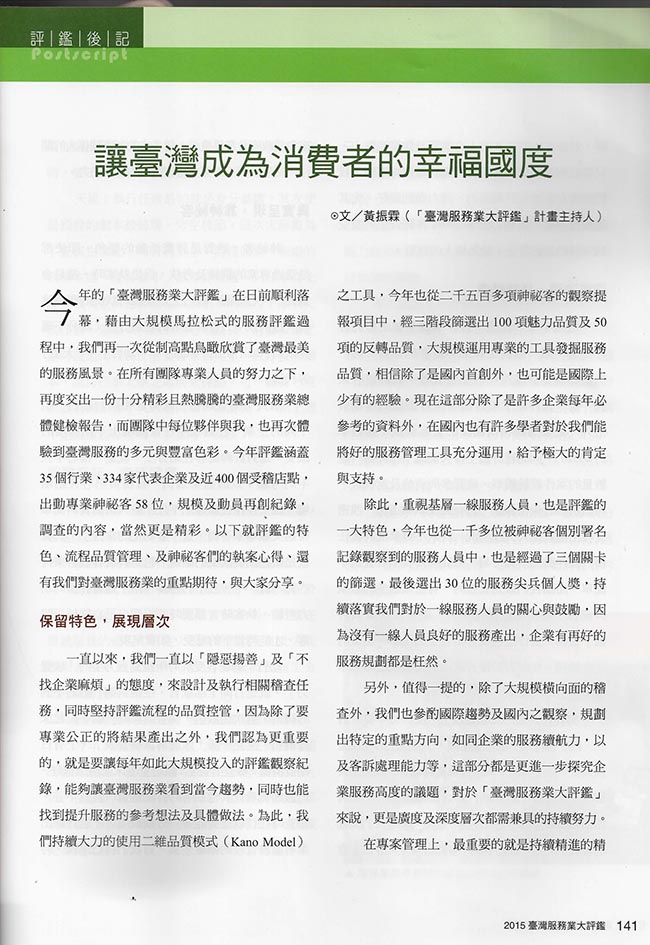 評鑑後記
Postscript
讓臺灣成為消費者的幸福國度
⊙文／黃振霖（「臺灣服務業大評鑑」計畫主持人）
今年的「臺灣服務業大評鑑」在日前順利落
幕，藉由大規模馬拉松式的服務評鑑過
程中，我們再一次從制高點鳥瞰欣賞了臺灣最美
的服務風景。在所有團隊專業人員的努力之下，
再度交出一份十分精彩且熱騰騰的臺灣服務業總
體健檢報告，而團隊中每位夥伴與我，也再次體
驗到臺灣服務的多元與豐富色彩。今年評鑑涵蓋
35個行業、334家代表企業及近400個受稽店點，
出動專業神祕客58位，規模及動員再創紀錄，
調查的內容，當然更是精彩。以下就評鑑的特
色、流程品質管理、及神祕客們的執案心得、還
有我們對臺灣服務業的重點期待，與大家分享。
保留特色，展現層次
一直以來，我們一直以「隱惡揚善」及「不
找企業麻煩」的態度，來設計及執行相關稽查任
務，同時堅持評鑑流程的品質控管，因為除了要
專業公正的將結果產出之外，我們認為更重要
的，就是要讓每年如此大規模投入的評鑑觀察紀
錄，能夠讓臺灣服務業看到當今趨勢，同時也能
找到提升服務的參考想法及具體做法。為此，我
們持續大力的使用二維品質模式（Kano Model）
之工具，今年也從二千五百多項神祕客的觀察提
報項目中，經三階段篩選出100項魅力品質及50
項的反轉品質，大規模運用專業的工具發掘服務
品質，相信除了是國內首創外，也可能是國際上
少有的經驗。現在這部分除了是許多企業每年必
參考的資料外，在國內也有許多學者對於我們能
將好的服務管理工具充分運用，給予極大的肯定
與支持。
除此，重視基層一線服務人員，也是評鑑的
一大特色，今年也從一千多位被神祕客個別署名
記錄觀察到的服務人員中，也是經過了三個關卡
的篩選，最後選出30位的服務尖兵個人獎，持
續落實我們對於一線服務人員的關心與鼓勵，因
為沒有一線人員良好的服務產出，企業有再好的
服務規劃都是枉然。
另外，值得一提的，除了大規模橫向面的稽
查外，我們也參酌國際趨勢及國內之觀察，規劃
出特定的重點方向，如同企業的服務續航力，以
及客訴處理能力等，這部分都是更進一步探究企
業服務高度的議題，對於「臺灣服務業大評鑑」
來說，更是廣度及深度層次都需兼具的持續努力。
在專案管理上，最重要的就是持續精進的精
2015 臺灣服務業大評鑑 141